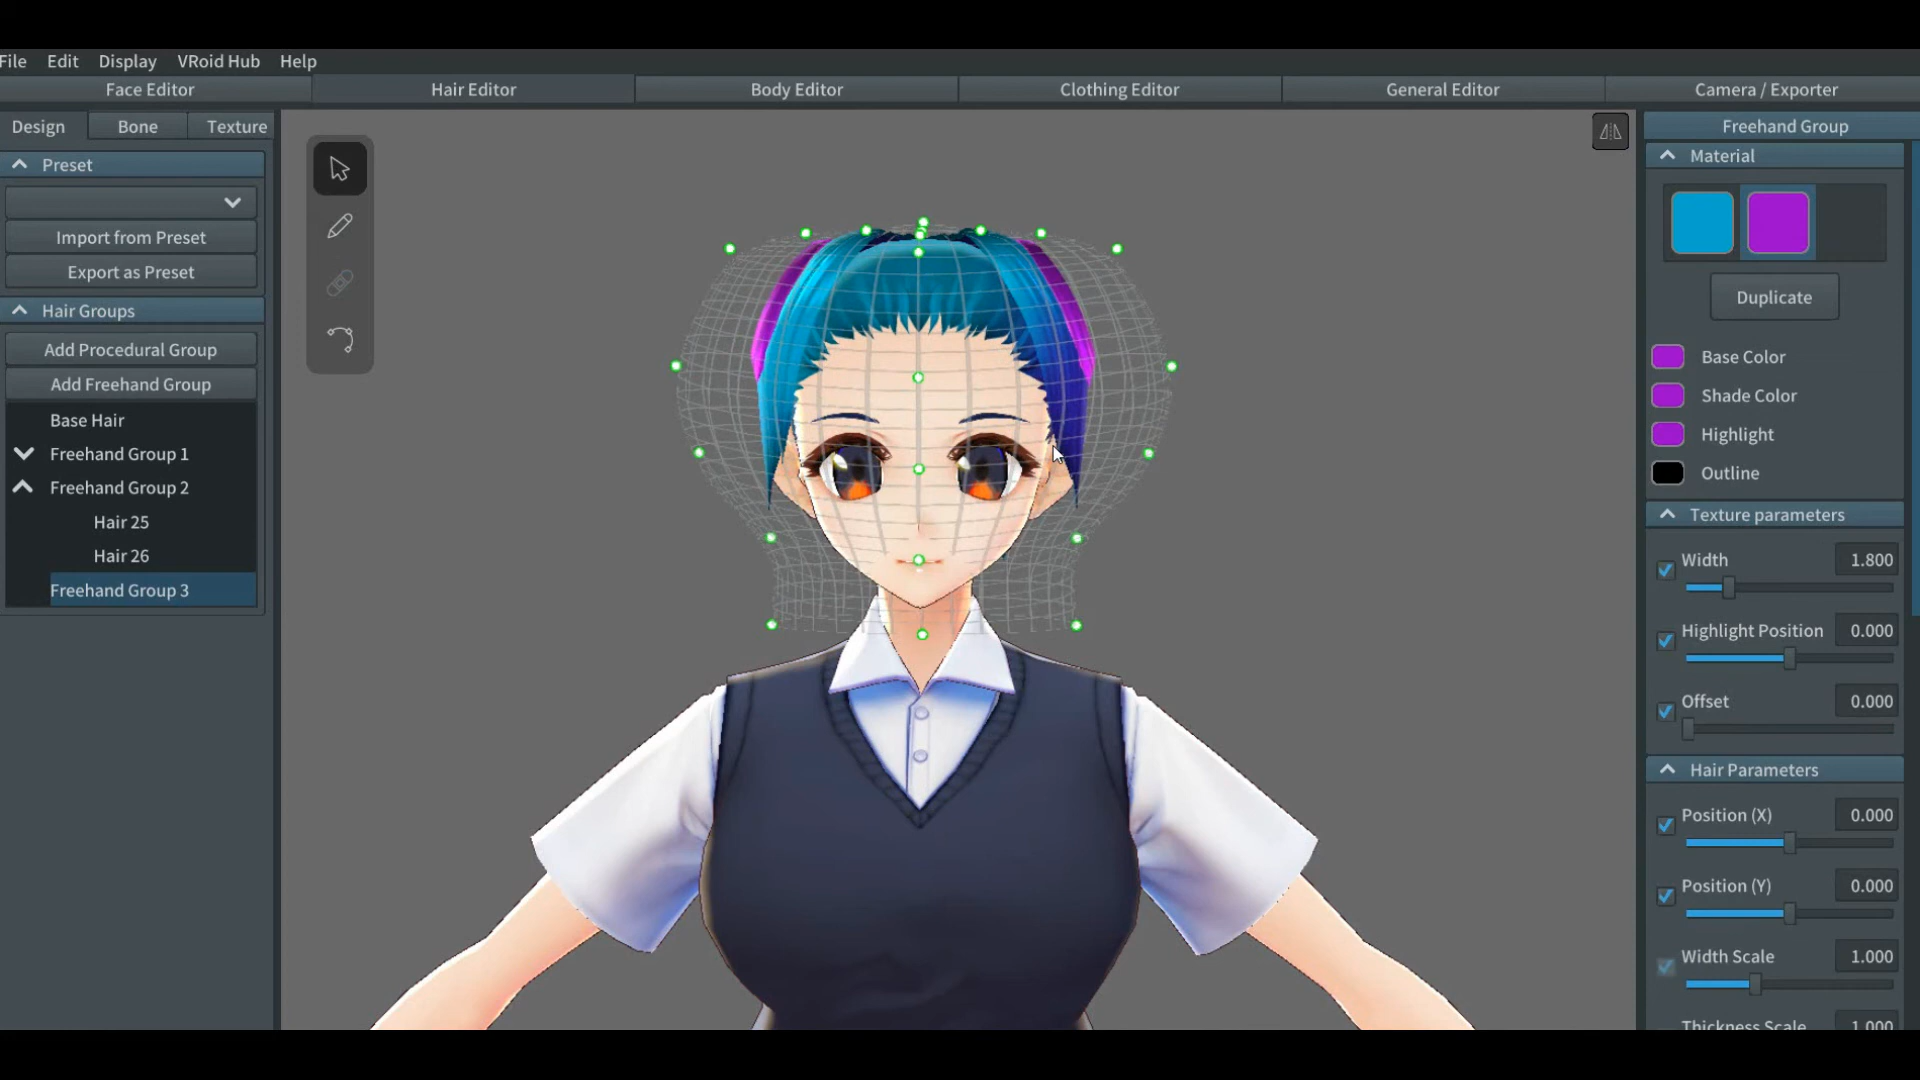 File Edit Display VRoid Hub Help
Face Editor Hair Editor Body Editor Clothing Editor General Editor Camera / Exporter
Design Bone Texture
Preset
Import from Preset
Export as Preset
Hair Groups
Add Procedural Group
Add Freehand Group
Base Hair
Freehand Group 1
Freehand Group 2
Hair 25
Hair 26
Freehand Group 3
Freehand Group
Material
Duplicate
Base Color
Shade Color
Highlight
Outline
Texture parameters
Width 1.800
Highlight Position 0.000
Offset 0.000
Hair Parameters
Position (X) 0.000
Position (Y) 0.000
Width Scale 1.000
Thickness Scale 1.000